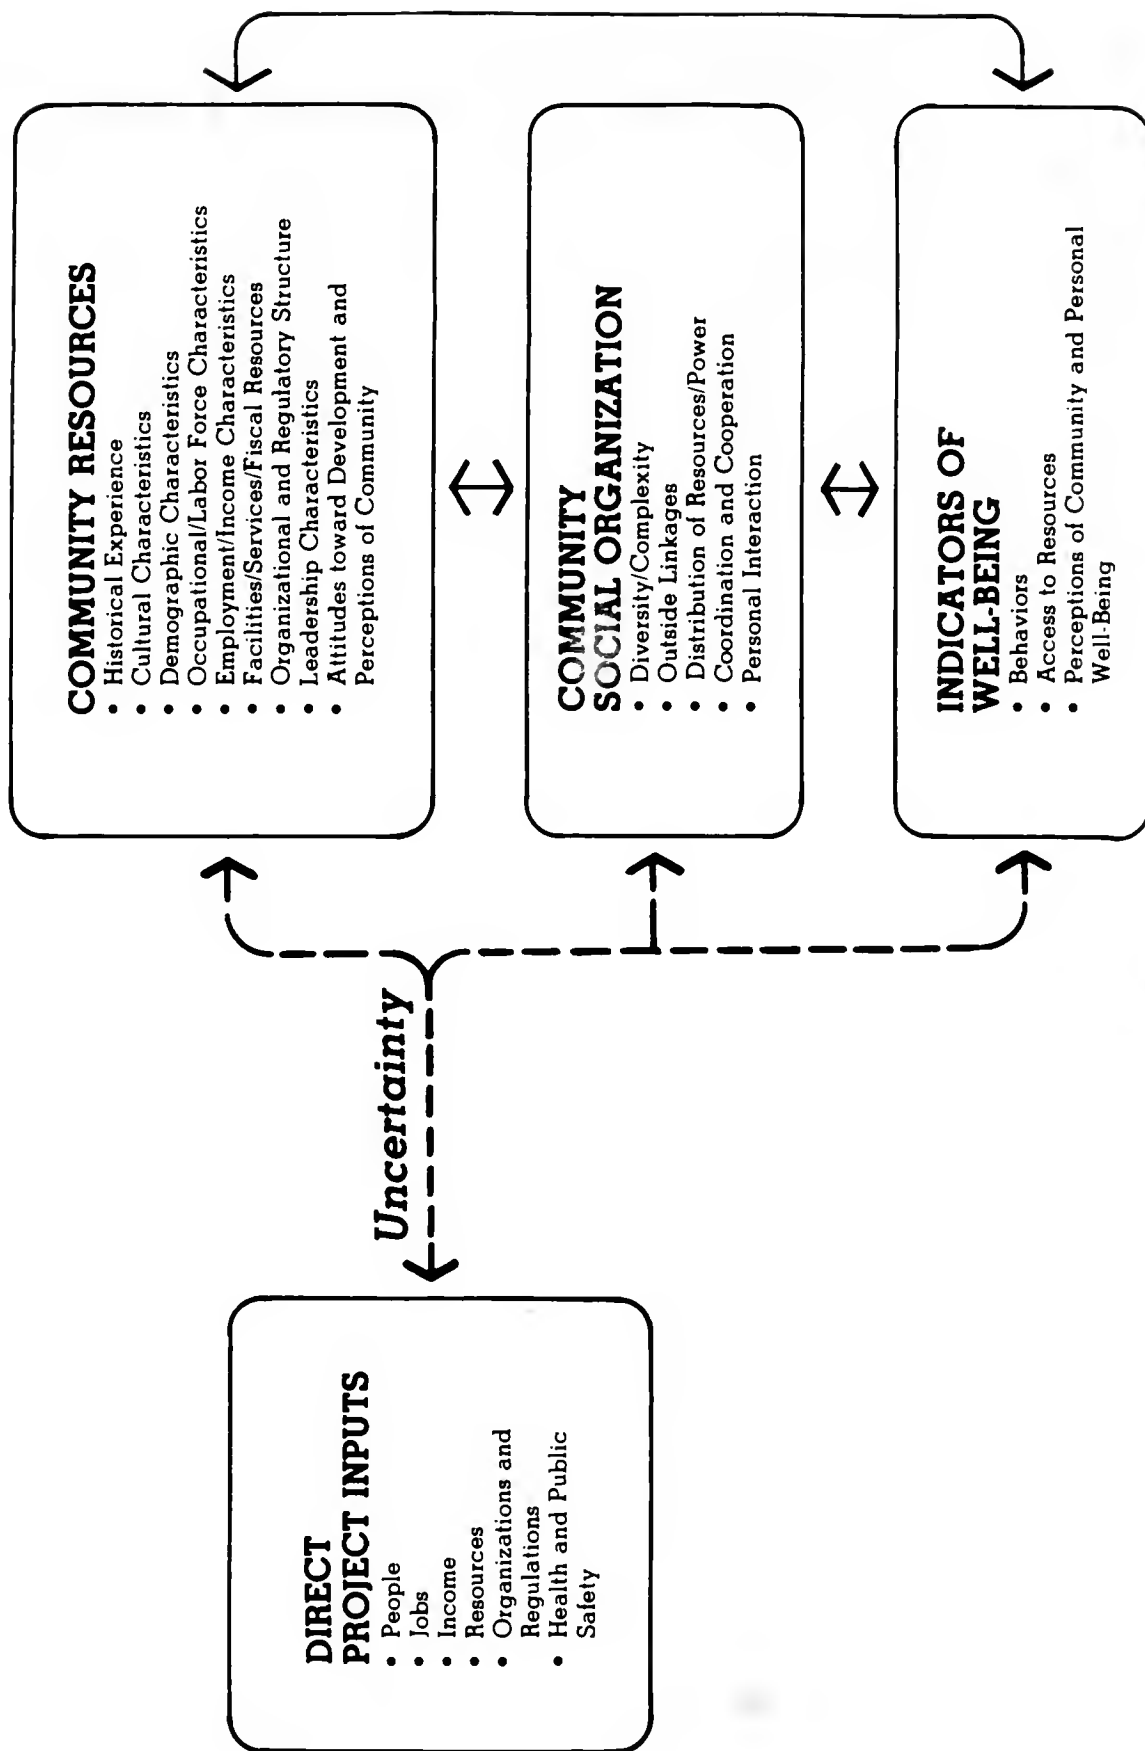 DIRECT
PROJECT INPUTS
• People
• Jobs
• Income
• Resources
• Organizations and
Regulations
• Health and Public
Safety
Uncertainty
COMMUNITY RESOURCES
• Historical Experience
• Cultural Characteristics
• Demographic Characteristics
• Occupational/Labor Force Characteristics
• Employment/Income Characteristics
• Facilities/Services/Fiscal Resources
• Organizational and Regulatory Structure
• Leadership Characteristics
• Attitudes toward Development and
Perceptions of Community
COMMUNITY
SOCIAL ORGANIZATION
• Diversity/Complexity
• Outside Linkages
• Distribution of Resources/Power
• Coordination and Cooperation
• Personal Interaction
INDICATORS OF
WELL-BEING
• Behaviors
• Access to Resources
• Perceptions of Community and Personal
Well-Being